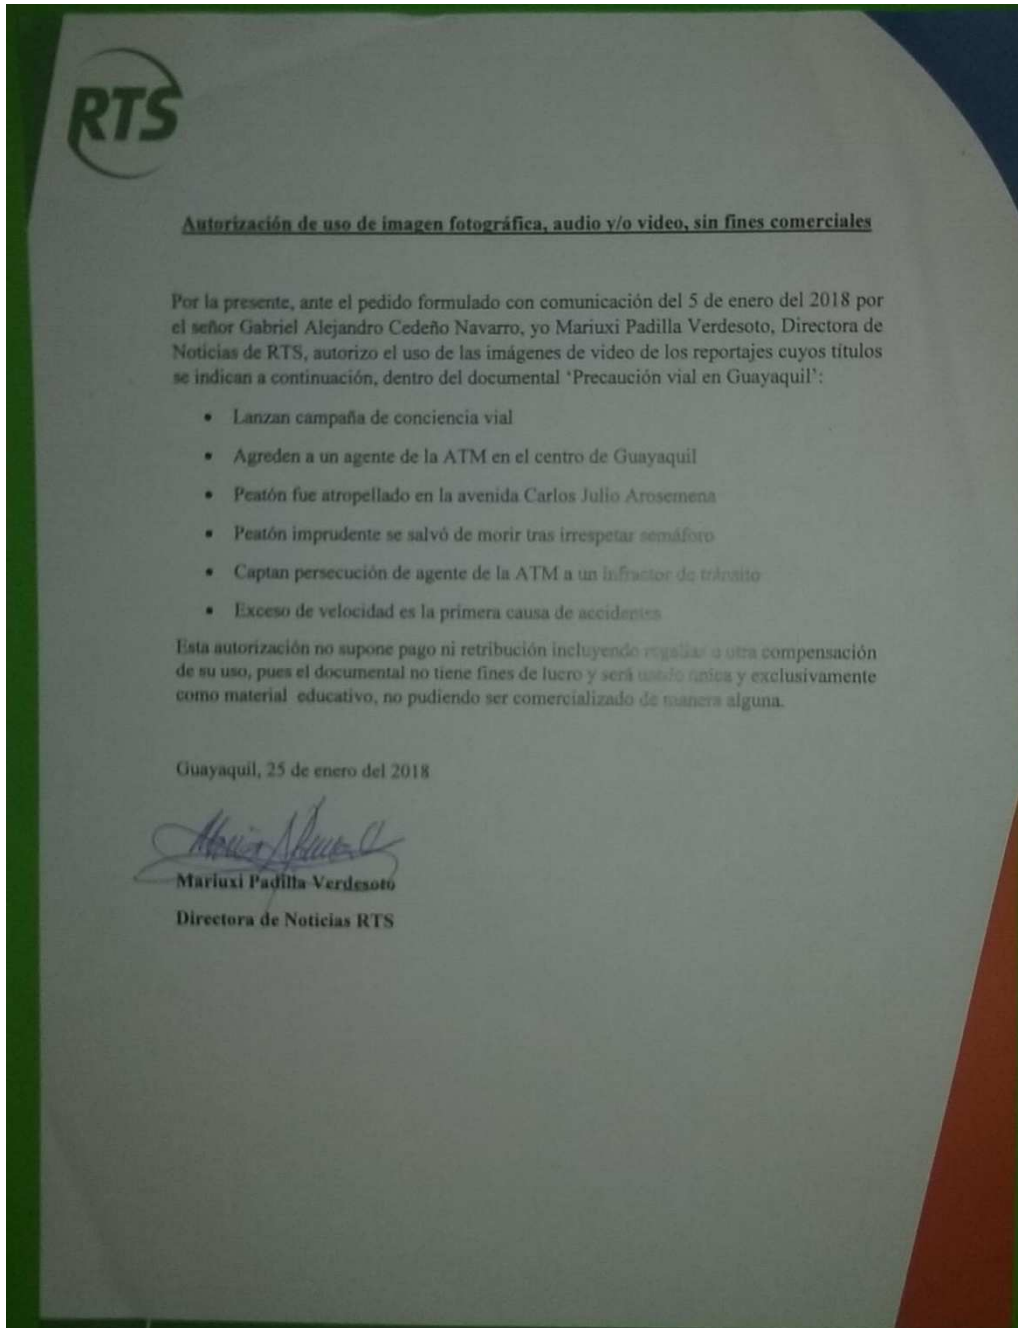 RTS
Autorización de uso de imagen fotográfica, audio y/o video, sin fines comerciales
Por la presente, ante el pedido formulado con comunicación del 5 de enero del 2018 por
el señor Gabriel Alejandro Cedeño Navarro, yo Mariuxi Padilla Verdesoto, Directora de
Noticias de RTS, autorizo el uso de las imágenes de video de los reportajes cuyos títulos
se indican a continuación, dentro del documental ‘Precaución vial en Guayaquil’:
• Lanzan campaña de conciencia vial
• Agreden a un agente de la ATM en el centro de Guayaquil
• Peatón fue atropellado en la avenida Carlos Julio Arosemena
• Peatón imprudente se salvó de morir tras irrespetar semáforo
• Captan persecución de agente de la ATM a un infractor de tránsito
• Exceso de velocidad es la primera causa de accidentes
Esta autorización no supone pago ni retribución incluyendo regalías u otra compensación
de su uso, pues el documental no tiene fines de lucro y será usado única y exclusivamente
como material educativo, no pudiendo ser comercializado de manera alguna.
Guayaquil, 25 de enero del 2018
Mariuxi Padilla Verdesoto
Directora de Noticias RTS